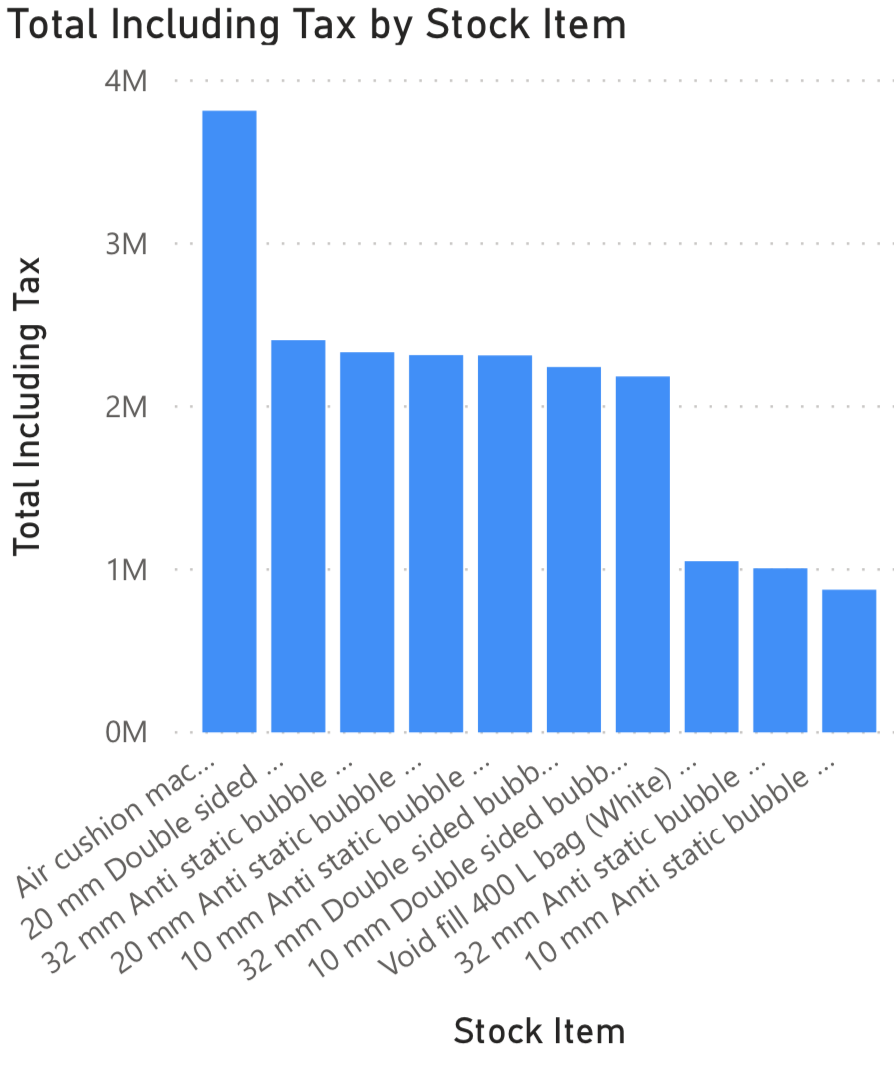 Total Including Tax by Stock Item
4M
3M
2M
1M
0M
Total Including Tax
Air cushion mac...
20 mm Double sided ...
32 mm Anti static bubble ...
20 mm Anti static bubble ...
10 mm Anti static bubble ...
32 mm Double sided bubb...
10 mm Double sided bubb...
Void fill 400 L bag (White) ...
32 mm Anti static bubble ...
10 mm Anti static bubble ...
Stock Item